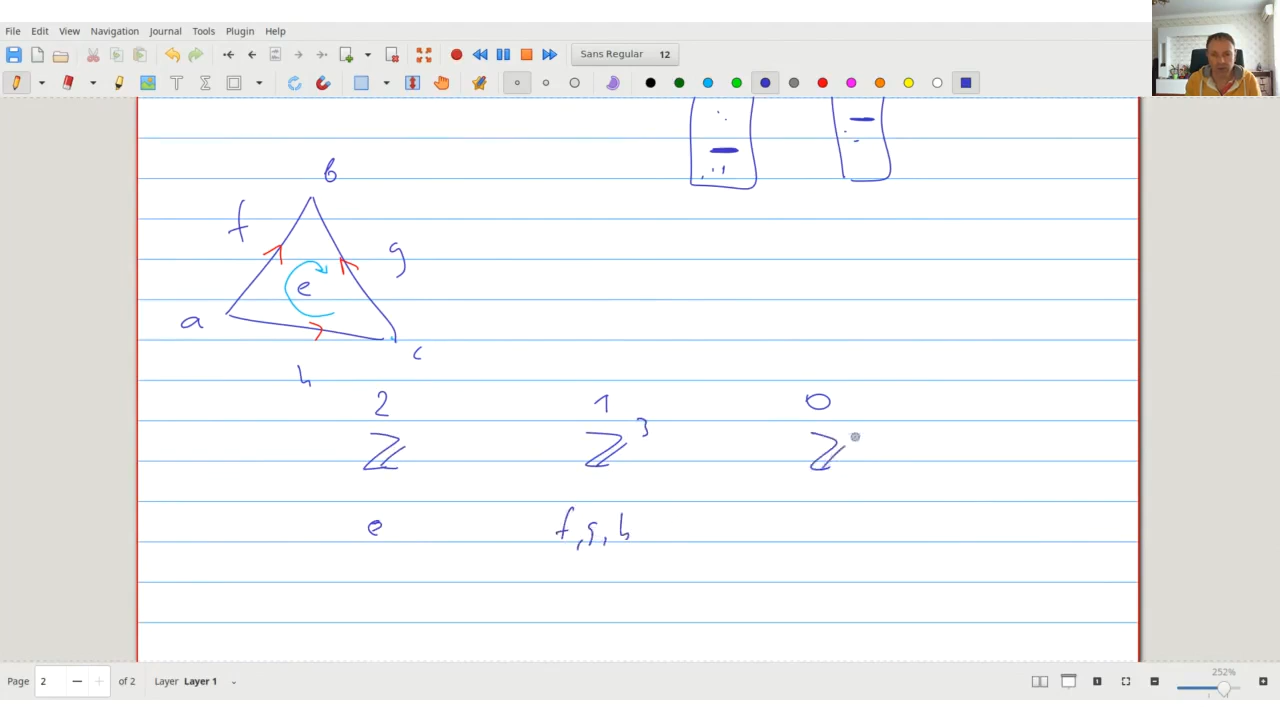 File Edit View Navigation Journal Tools Plugin Help
Sans Regular 12
b
f
g
e
a
c
h
2 1 0
ℤ ℤ³ ℤ
e f, g, h
Page 2 of 2 Layer Layer 1 252%